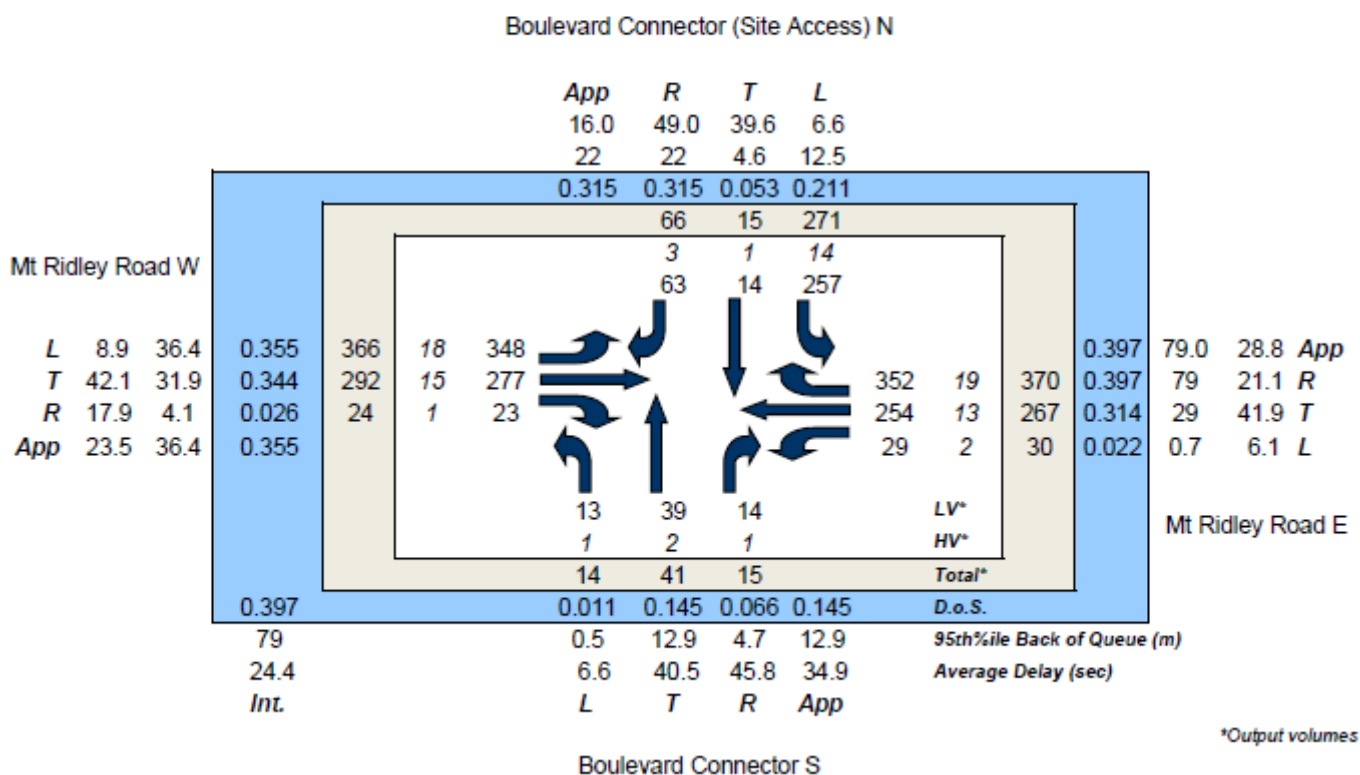 Boulevard Connector (Site Access) N
App R T L
16.0 49.0 39.6 6.6
22 22 4.6 12.5
0.315 0.315 0.053 0.211
66 15 271
3 1 14
63 14 257
Mt Ridley Road W
L 8.9 36.4 0.355 366 18 348
0.397 79.0 28.8 App
T 42.1 31.9 0.344 292 15 277
352 19 370 0.397 79 21.1 R
R 17.9 4.1 0.026 24 1 23
254 13 267 0.314 29 41.9 T
App 23.5 36.4 0.355
29 2 30 0.022 0.7 6.1 L
13 39 14 LV*
Mt Ridley Road E
1 2 1 HV*
14 41 15 Total*
0.397 0.011 0.145 0.066 0.145 D.o.S.
79 0.5 12.9 4.7 12.9 95th%ile Back of Queue (m)
24.4 6.6 40.5 45.8 34.9 Average Delay (sec)
Int. L T R App
*Output volumes
Boulevard Connector S